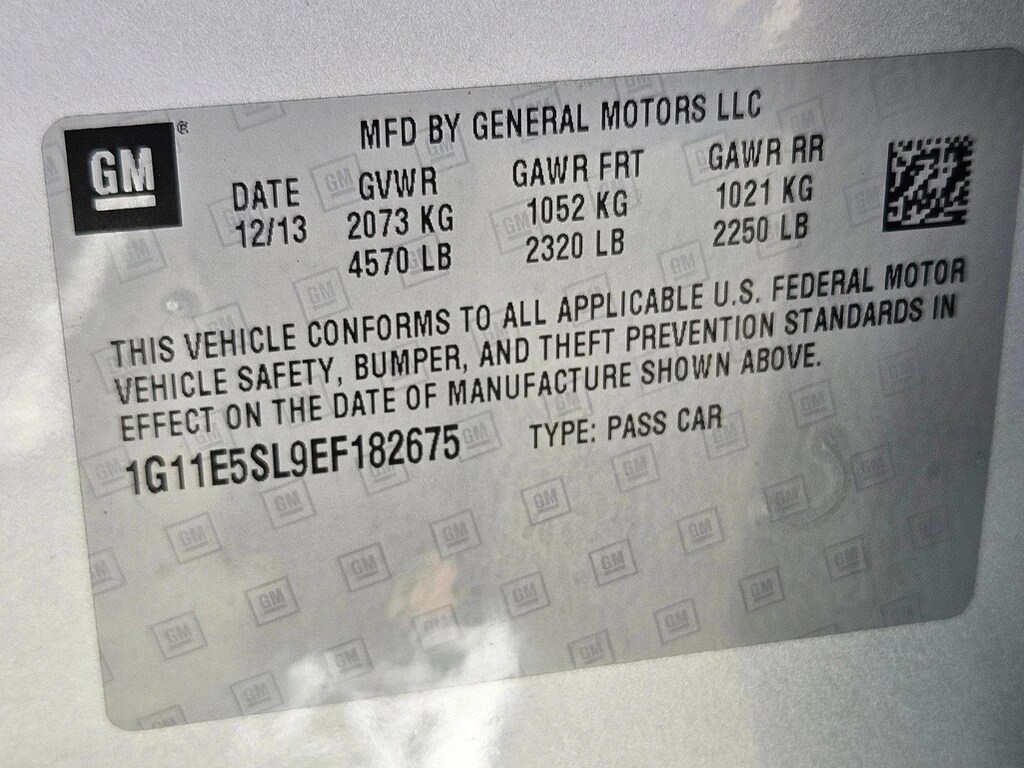 GM®
MFD BY GENERAL MOTORS LLC
DATE GVWR GAWR FRT GAWR RR
12/13 2073 KG 1052 KG 1021 KG
4570 LB 2320 LB 2250 LB
THIS VEHICLE CONFORMS TO ALL APPLICABLE U.S. FEDERAL MOTOR
VEHICLE SAFETY, BUMPER, AND THEFT PREVENTION STANDARDS IN
EFFECT ON THE DATE OF MANUFACTURE SHOWN ABOVE.
1G11E5SL9EF182675 TYPE: PASS CAR